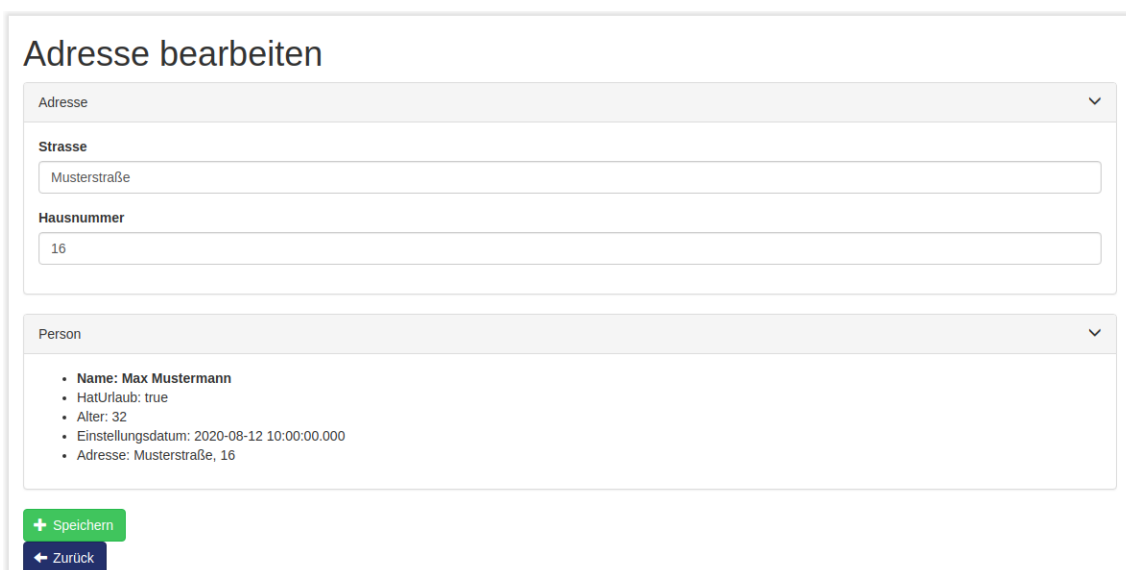 Adresse bearbeiten
Adresse
Strasse
Musterstraße
Hausnummer
16
Person
Name: Max Mustermann
HatUrlaub: true
Alter: 32
Einstellungsdatum: 2020-08-12 10:00:00.000
Adresse: Musterstraße, 16
Speichern
Zurück